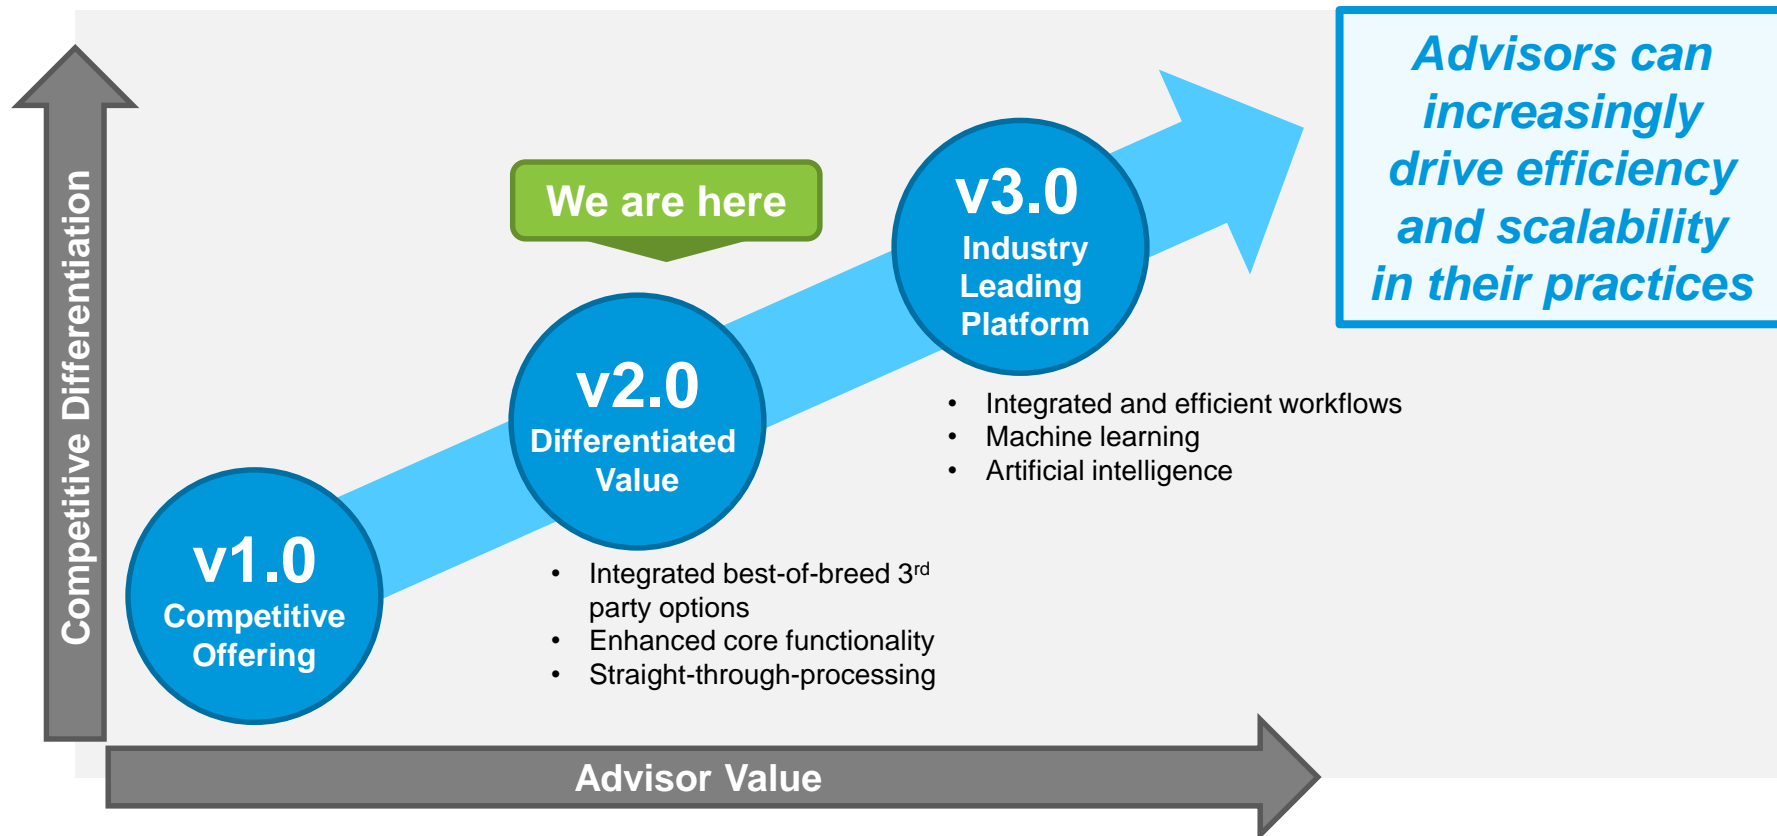 Advisors can
increasingly
drive efficiency
and scalability
in their practices
We are here
v3.0
Industry
Leading
Platform
• Integrated and efficient workflows
• Machine learning
• Artificial intelligence
v2.0
Differentiated
Value
• Integrated best-of-breed 3rd
party options
• Enhanced core functionality
• Straight-through-processing
v1.0
Competitive
Offering
Competitive Differentiation
Advisor Value